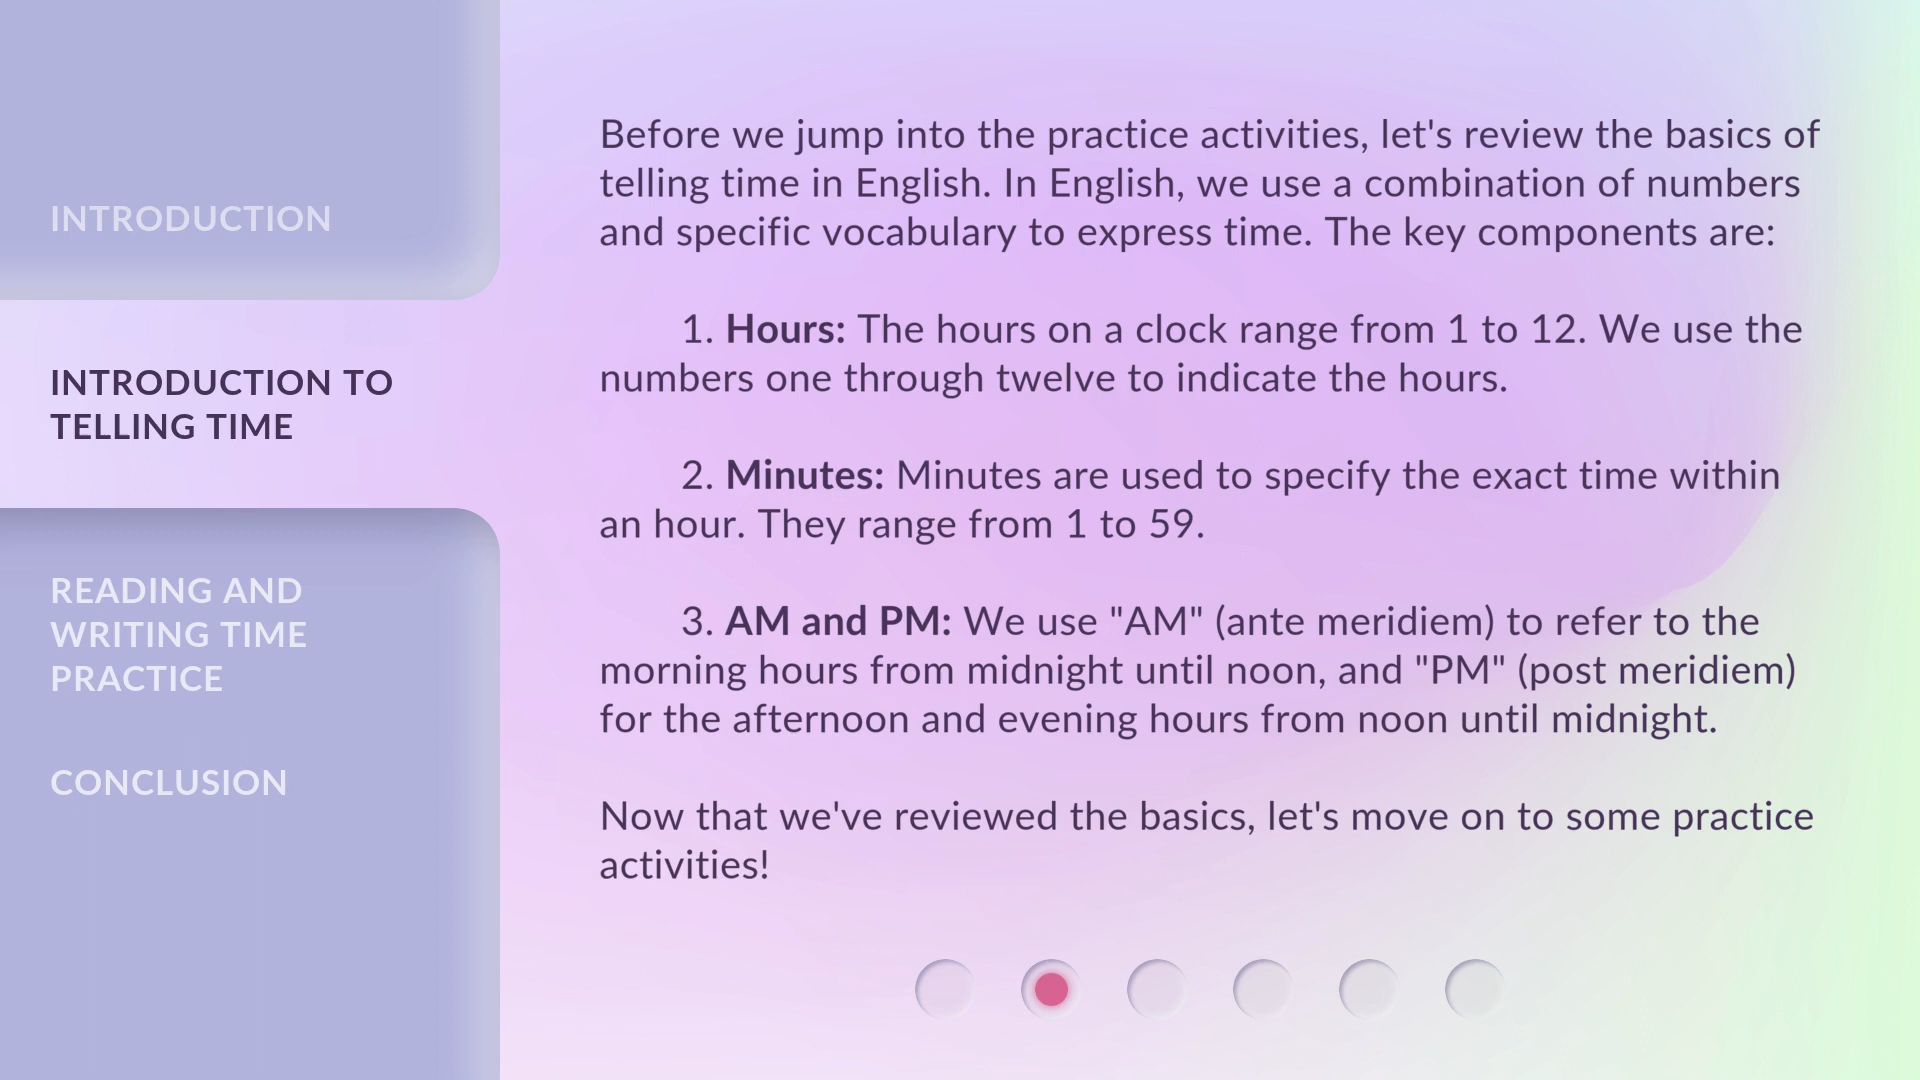 INTRODUCTION
INTRODUCTION TO
TELLING TIME
READING AND
WRITING TIME
PRACTICE
CONCLUSION
Before we jump into the practice activities, let's review the basics of
telling time in English. In English, we use a combination of numbers
and specific vocabulary to express time. The key components are:
1. Hours: The hours on a clock range from 1 to 12. We use the
numbers one through twelve to indicate the hours.
2. Minutes: Minutes are used to specify the exact time within
an hour. They range from 1 to 59.
3. AM and PM: We use "AM" (ante meridiem) to refer to the
morning hours from midnight until noon, and "PM" (post meridiem)
for the afternoon and evening hours from noon until midnight.
Now that we've reviewed the basics, let's move on to some practice
activities!